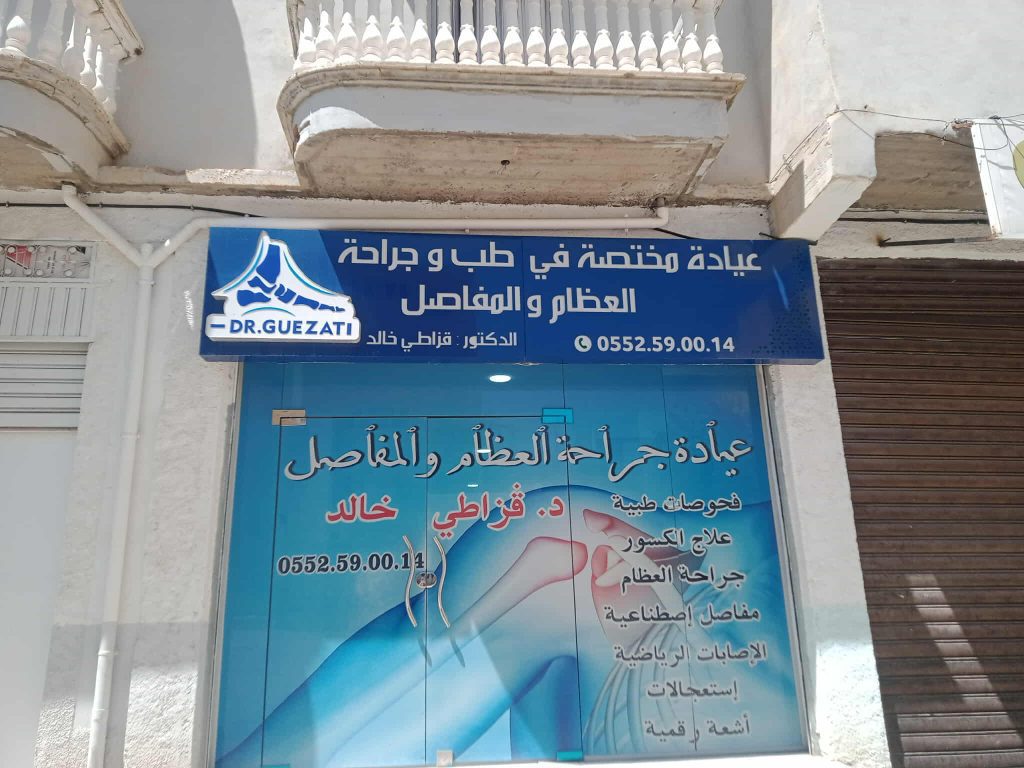 عيادة مختصة في طب و جراحة
العظام و المفاصل
DR.GUEZATI
الدكتور : قزاطي خالد
0552.59.00.14
عيادة جراحة العظام والمفاصل
د. ڤزاطي خالد
0552.59.00.14
فحوصات طبية
علاج الكسور
جراحة العظام
مفاصل إصطناعية
الإصابات الرياضية
إستعجالات
أشعة رقمية